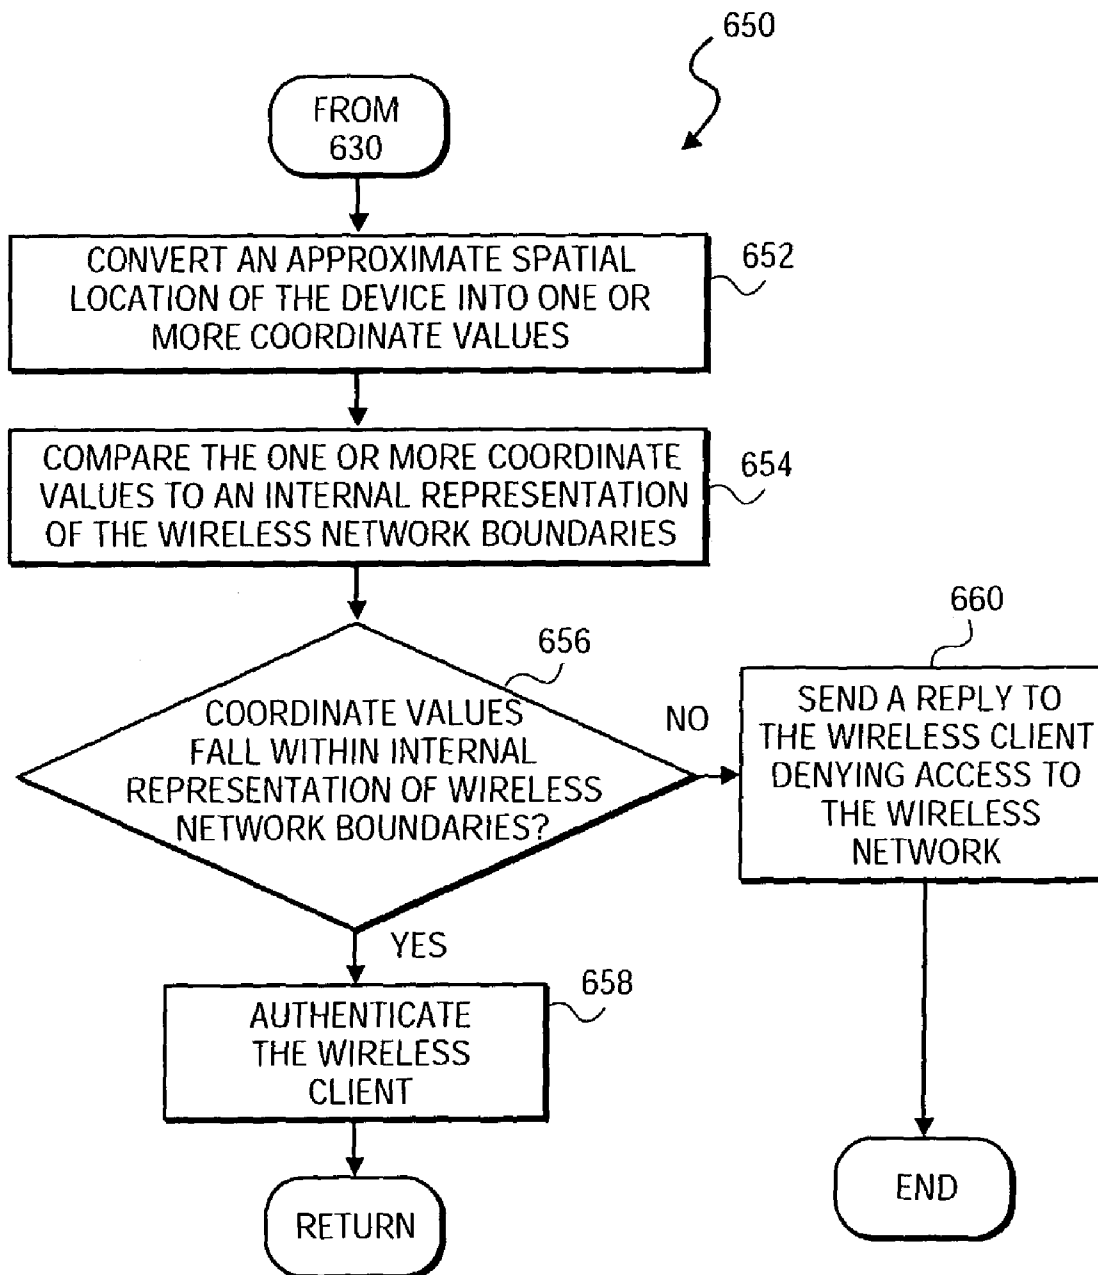 650
FROM
630
CONVERT AN APPROXIMATE SPATIAL
LOCATION OF THE DEVICE INTO ONE OR
MORE COORDINATE VALUES
652
COMPARE THE ONE OR MORE COORDINATE
VALUES TO AN INTERNAL REPRESENTATION
OF THE WIRELESS NETWORK BOUNDARIES
654
656
COORDINATE VALUES
FALL WITHIN INTERNAL
REPRESENTATION OF WIRELESS
NETWORK BOUNDARIES?
NO
660
SEND A REPLY TO
THE WIRELESS CLIENT
DENYING ACCESS TO
THE WIRELESS
NETWORK
YES
658
AUTHENTICATE
THE WIRELESS
CLIENT
RETURN
END